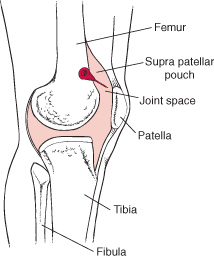 Femur
Supra patellar
pouch
Joint space
Patella
Tibia
Fibula